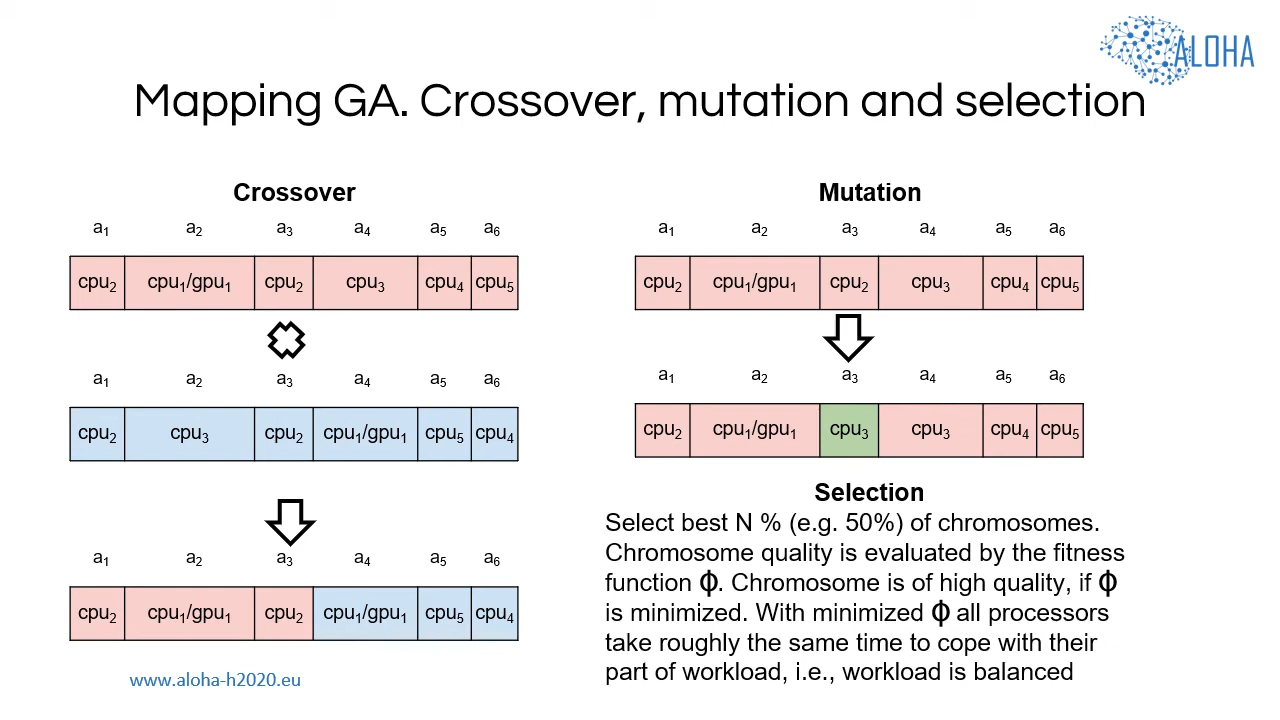 ALOHA
Mapping GA. Crossover, mutation and selection
Crossover
a₁ a₂ a₃ a₄ a₅ a₆
cpu₂ cpu₁/gpu₁ cpu₂ cpu₃ cpu₄ cpu₅
a₁ a₂ a₃ a₄ a₅ a₆
cpu₂ cpu₃ cpu₂ cpu₁/gpu₁ cpu₅ cpu₄
a₁ a₂ a₃ a₄ a₅ a₆
cpu₂ cpu₁/gpu₁ cpu₂ cpu₁/gpu₁ cpu₅ cpu₄
www.aloha-h2020.eu
Mutation
a₁ a₂ a₃ a₄ a₅ a₆
cpu₂ cpu₁/gpu₁ cpu₂ cpu₃ cpu₄ cpu₅
a₁ a₂ a₃ a₄ a₅ a₆
cpu₂ cpu₁/gpu₁ cpu₃ cpu₃ cpu₄ cpu₅
Selection
Select best N % (e.g. 50%) of chromosomes.
Chromosome quality is evaluated by the fitness
function ϕ. Chromosome is of high quality, if ϕ
is minimized. With minimized ϕ all processors
take roughly the same time to cope with their
part of workload, i.e., workload is balanced